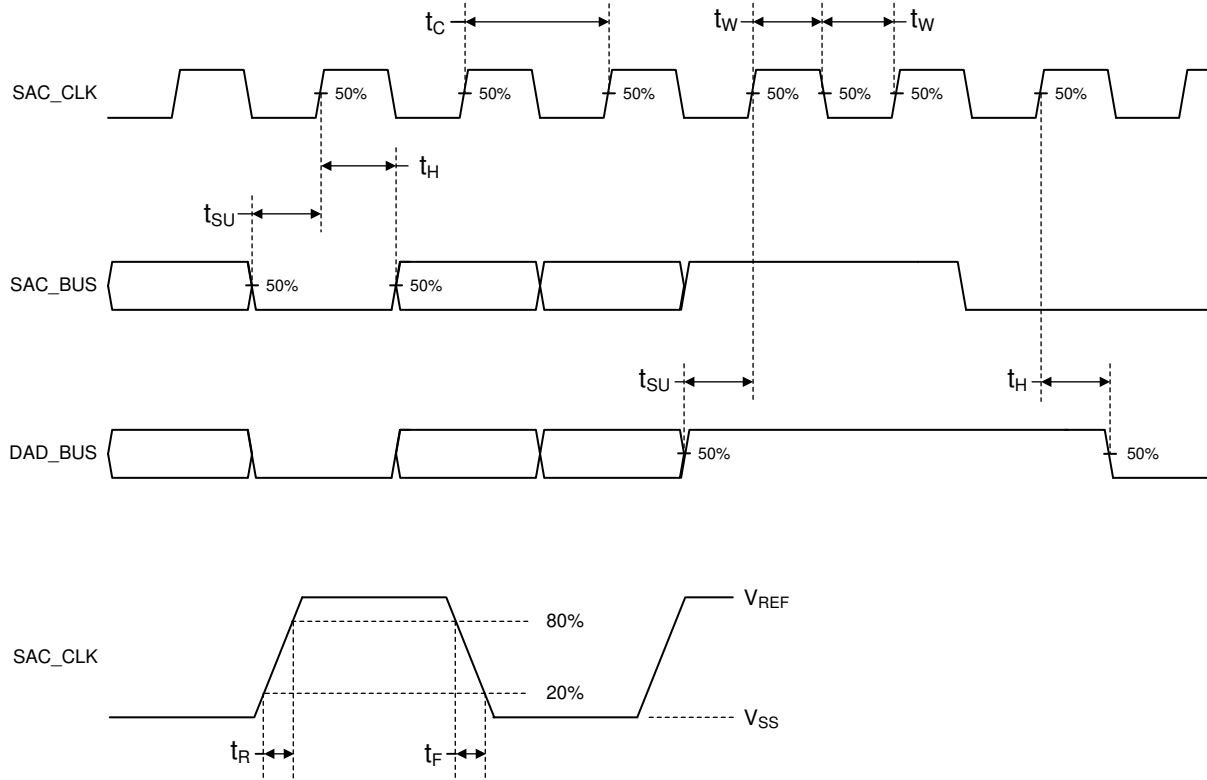 tC
tW
tW
SAC_CLK
50%
50%
50%
50%
50%
50%
50%
tH
tSU
SAC_BUS
50%
50%
tSU
tH
DAD_BUS
50%
50%
VREF
80%
SAC_CLK
20%
VSS
tR
tF